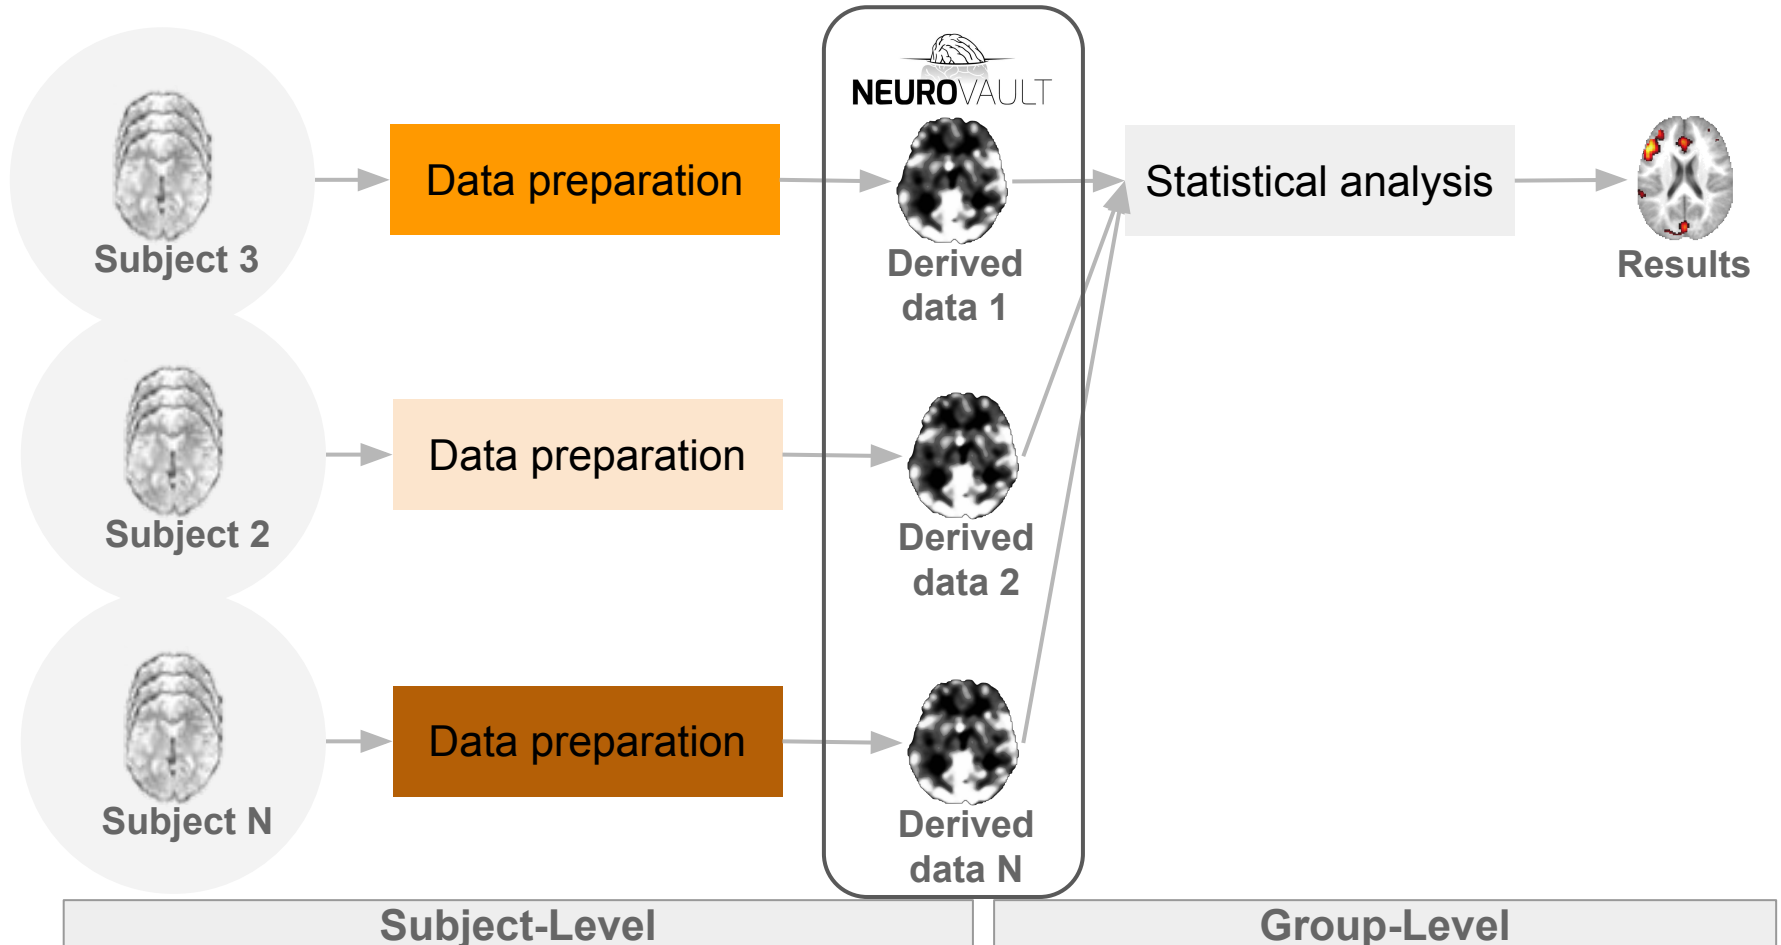 NEUROVAULT
Subject 3
Data preparation
Derived
data 1
Statistical analysis
Results
Subject 2
Data preparation
Derived
data 2
Subject N
Data preparation
Derived
data N
Subject-Level
Group-Level